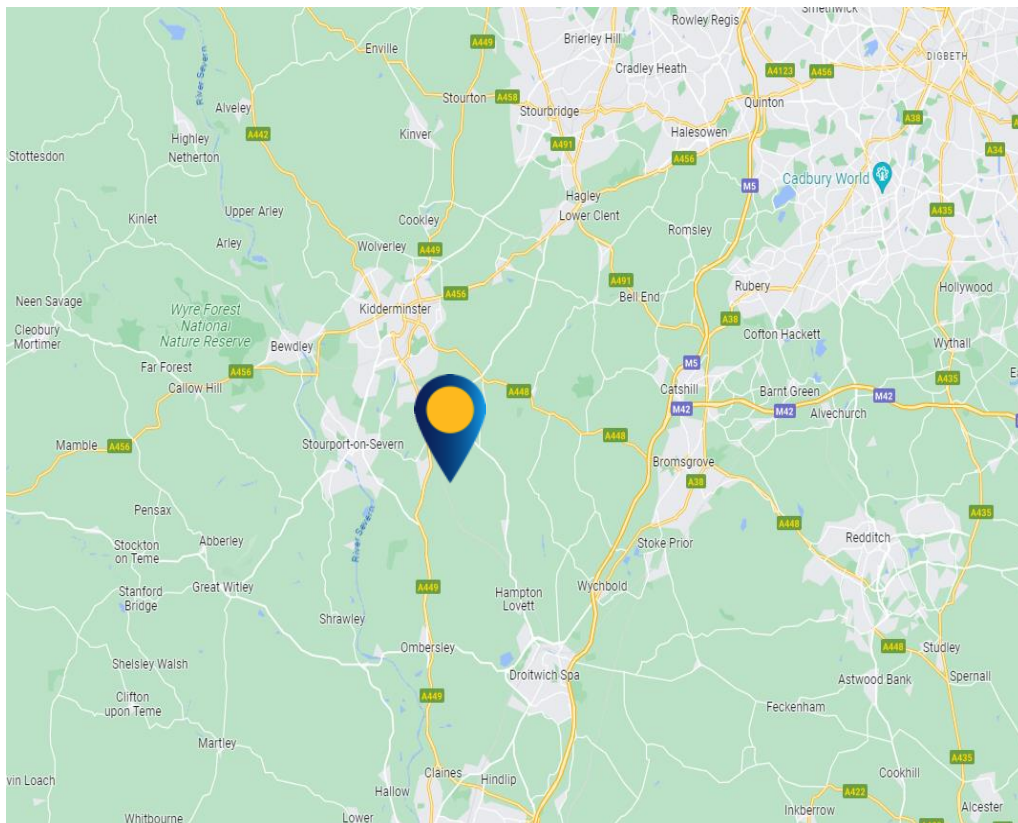 Rowley Regis
Smethwick
Brierley Hill
A449
Enville
DIGBETH
Cradley Heath
A4123
A456
River Severn
Stourton
A458
Alveley
Stourbridge
Quinton
A38
Highley
A442
Kinver
Halesowen
Netherton
A491
A456
A34
Stottesdon
M5
Cadbury World
Hagley
Upper Arley
Lower Clent
A435
Kinlet
Cookley
Romsley
Arley
Wolverley
A449
A491
Rubery
Hollywood
A456
Bell End
Neen Savage
Wyre Forest
National
Nature Reserve
Kidderminster
A38
Cleobury
Mortimer
Cofton Hackett
Wythall
Bewdley
M5
Far Forest
A456
A435
Callow Hill
A448
Catshill
Barnt Green
M42
M42
M42
Alvechurch
Mamble
A456
Stourport-on-Severn
A448
Bromsgrove
A38
Pensax
A435
River Severn
A448
Stockton
on Teme
Abberley
Stoke Prior
Redditch
Great Witley
A449
Wychbold
Stanford
Bridge
Hampton
Lovett
Shrawley
Ombersley
A448
Studley
Shelsley Walsh
Droitwich Spa
Astwood Bank
Spernall
Clifton
upon Teme
A449
Feckenham
Martley
A435
Claines
Hindlip
Cookhill
vin Loach
Hallow
A422
Alcester
Inkberrow
Whitbourne
Lower